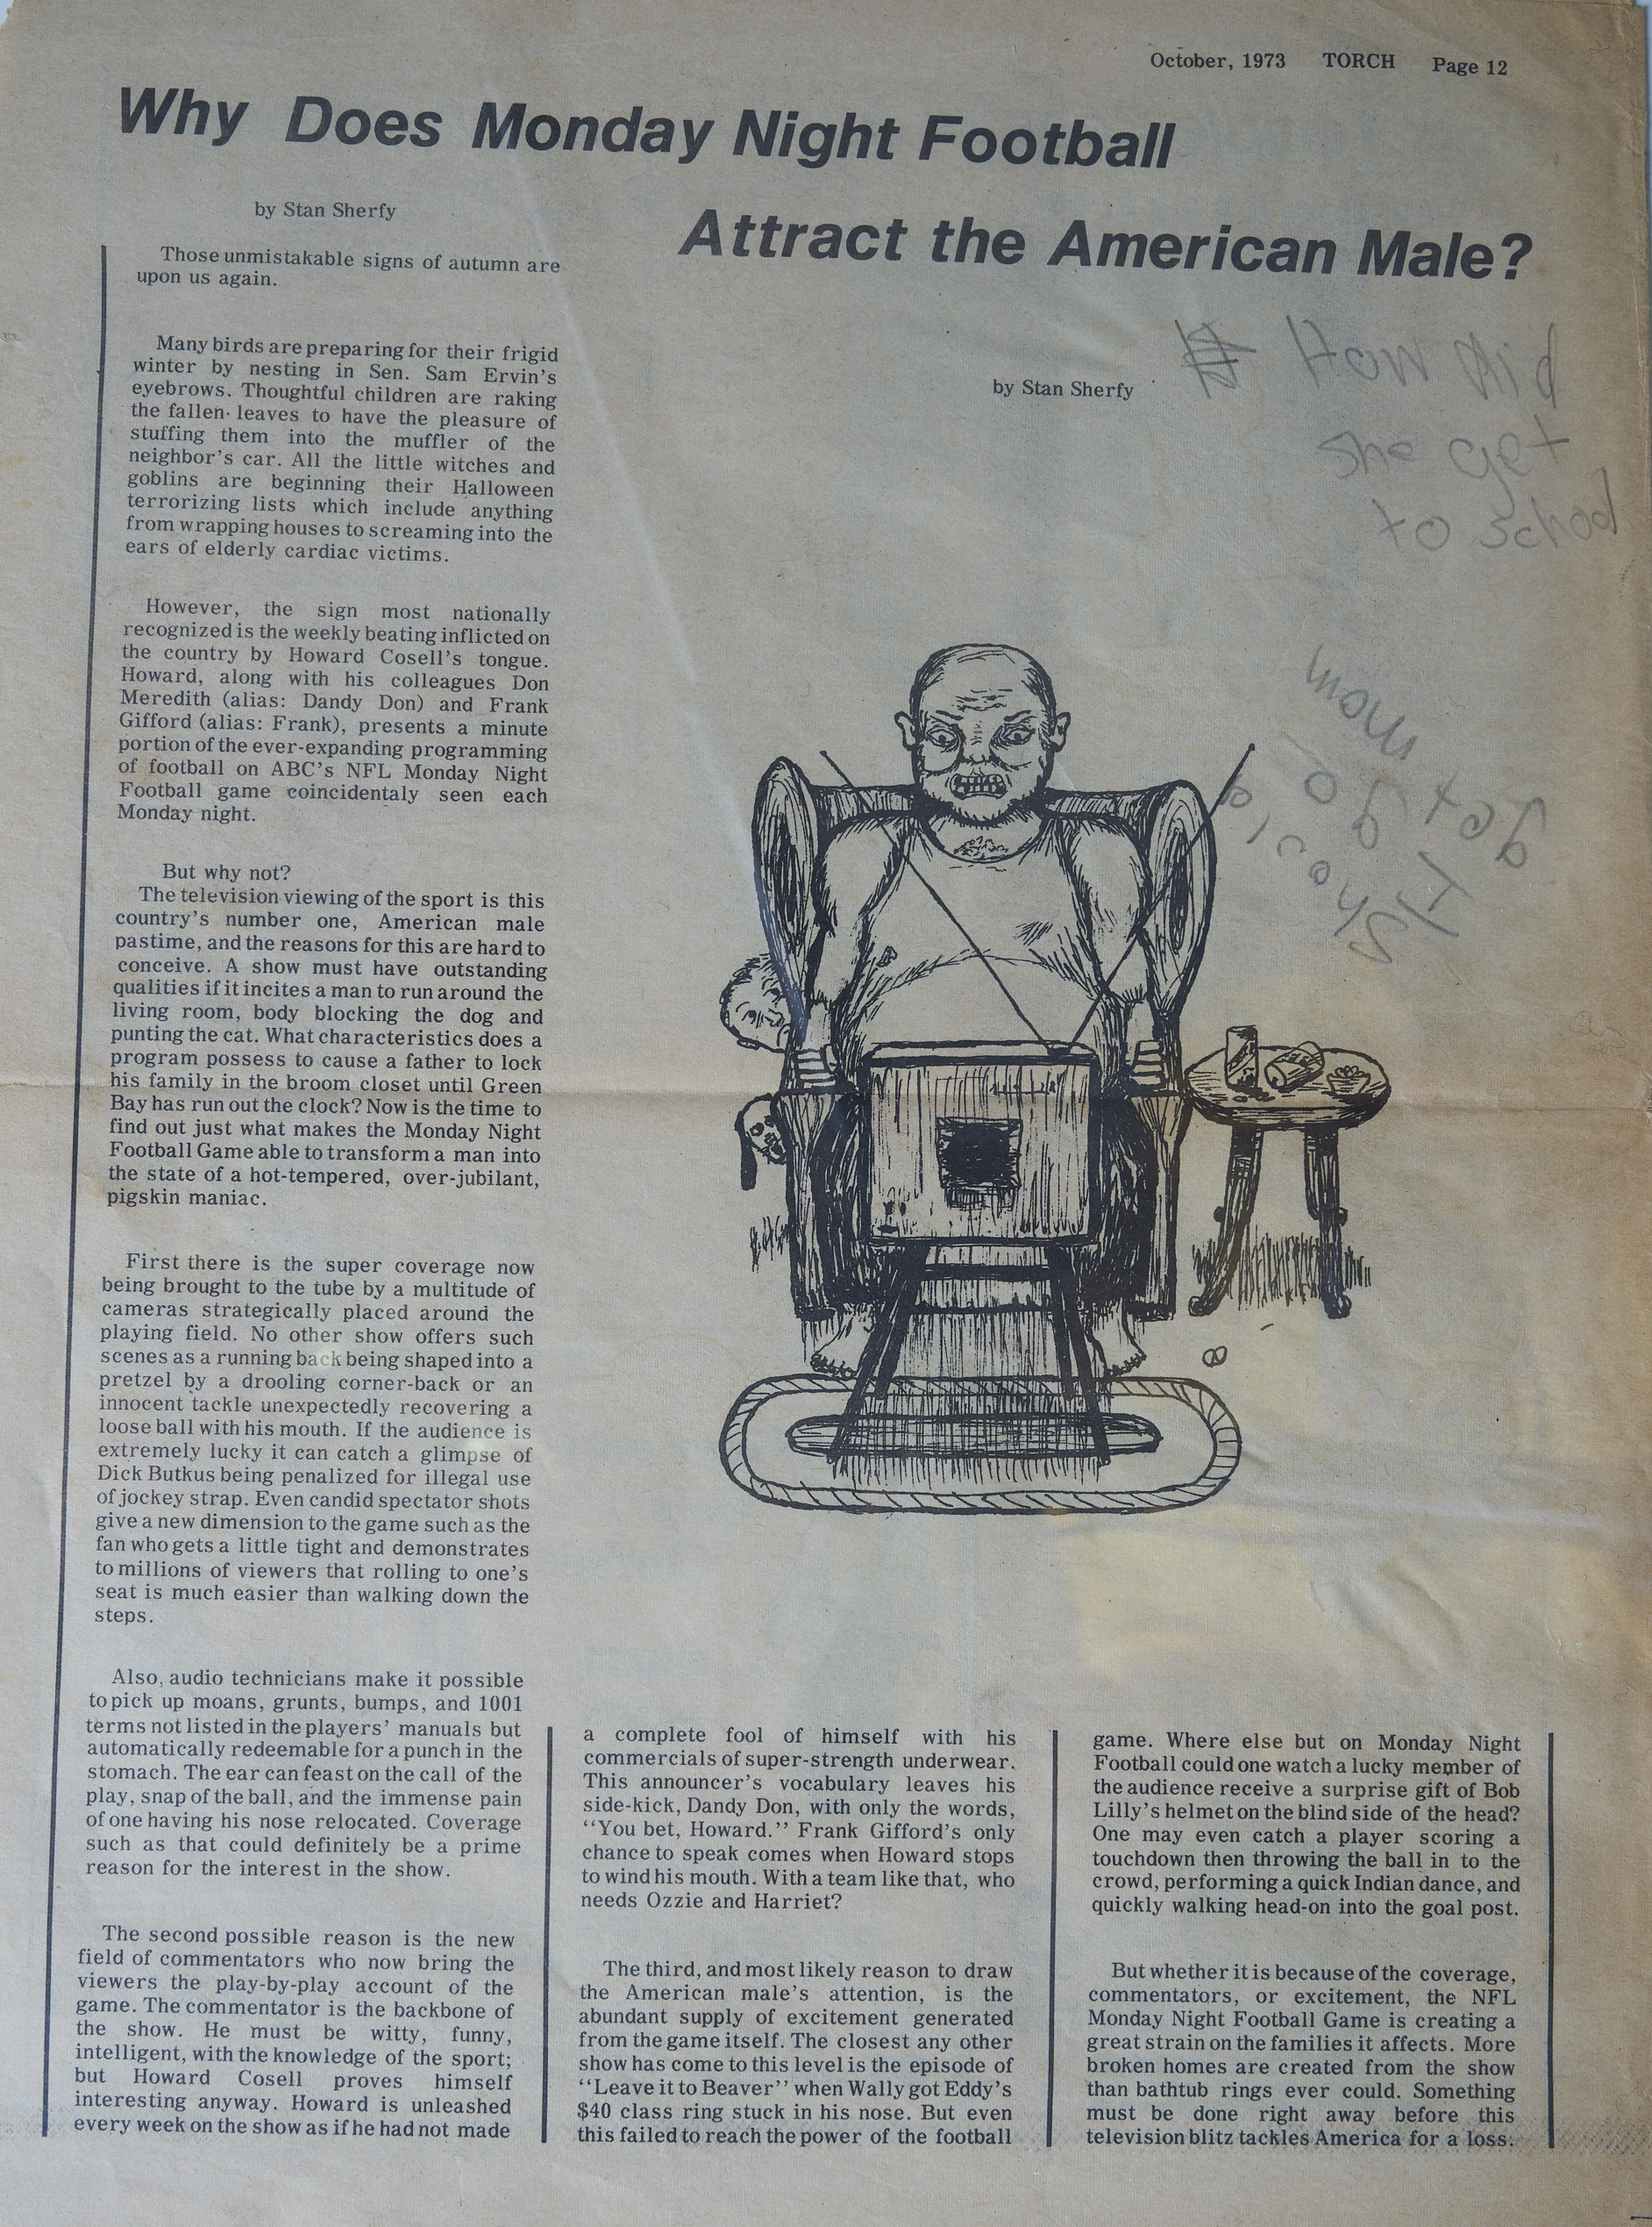 October, 1973 TORCH Page 12
Why Does Monday Night Football
Attract the American Male?
by Stan Sherfy
Those unmistakable signs of autumn are
upon us again.
Many birds are preparing for their frigid
winter by nesting in Sen. Sam Ervin's
eyebrows. Thoughtful children are raking
the fallen leaves to have the pleasure of
stuffing them into the muffler of the
neighbor's car. All the little witches and
goblins are beginning their Halloween
terrorizing lists which include anything
from wrapping houses to screaming into the
ears of elderly cardiac victims.
However, the sign most nationally
recognized is the weekly beating inflicted on
the country by Howard Cosell's tongue.
Howard, along with his colleagues Don
Meredith (alias: Dandy Don) and Frank
Gifford (alias: Frank), presents a minute
portion of the ever-expanding programming
of football on ABC's NFL Monday Night
Football game coincidentaly seen each
Monday night.
But why not?
The television viewing of the sport is this
country's number one, American male
pastime, and the reasons for this are hard to
conceive. A show must have outstanding
qualities if it incites a man to run around the
living room, body blocking the dog and
punting the cat. What characteristics does a
program possess to cause a father to lock
his family in the broom closet until Green
Bay has run out the clock? Now is the time to
find out just what makes the Monday Night
Football Game able to transform a man into
the state of a hot-tempered, over-jubilant,
pigskin maniac.
First there is the super coverage now
being brought to the tube by a multitude of
cameras strategically placed around the
playing field. No other show offers such
scenes as a running back being shaped into a
pretzel by a drooling corner-back or an
innocent tackle unexpectedly recovering a
loose ball with his mouth. If the audience is
extremely lucky it can catch a glimpse of
Dick Butkus being penalized for illegal use
of jockey strap. Even candid spectator shots
give a new dimension to the game such as the
fan who gets a little tight and demonstrates
to millions of viewers that rolling to one's
seat is much easier than walking down the
steps.
Also, audio technicians make it possible
to pick up moans, grunts, bumps, and 1001
terms not listed in the players' manuals but
automatically redeemable for a punch in the
stomach. The ear can feast on the call of the
play, snap of the ball, and the immense pain
of one having his nose relocated. Coverage
such as that could definitely be a prime
reason for the interest in the show.
The second possible reason is the new
field of commentators who now bring the
viewers the play-by-play account of the
game. The commentator is the backbone of
the show. He must be witty, funny,
intelligent, with the knowledge of the sport;
but Howard Cosell proves himself
interesting anyway. Howard is unleashed
every week on the show as if he had not made
a complete fool of himself with his
commercials of super-strength underwear.
This announcer's vocabulary leaves his
side-kick, Dandy Don, with only the words,
"You bet, Howard." Frank Gifford's only
chance to speak comes when Howard stops
to wind his mouth. With a team like that, who
needs Ozzie and Harriet?
The third, and most likely reason to draw
the American male's attention, is the
abundant supply of excitement generated
from the game itself. The closest any other
show has come to this level is the episode of
"Leave it to Beaver" when Wally got Eddy's
$40 class ring stuck in his nose. But even
this failed to reach the power of the football
game. Where else but on Monday Night
Football could one watch a lucky member of
the audience receive a surprise gift of Bob
Lilly's helmet on the blind side of the head?
One may even catch a player scoring a
touchdown then throwing the ball in to the
crowd, performing a quick Indian dance, and
quickly walking head-on into the goal post.
But whether it is because of the coverage,
commentators, or excitement, the NFL
Monday Night Football Game is creating a
great strain on the families it affects. More
broken homes are created from the show
than bathtub rings ever could. Something
must be done right away before this
television blitz tackles America for a loss.
by Stan Sherfy
How did
she get
to school
Should
I go
get
mom